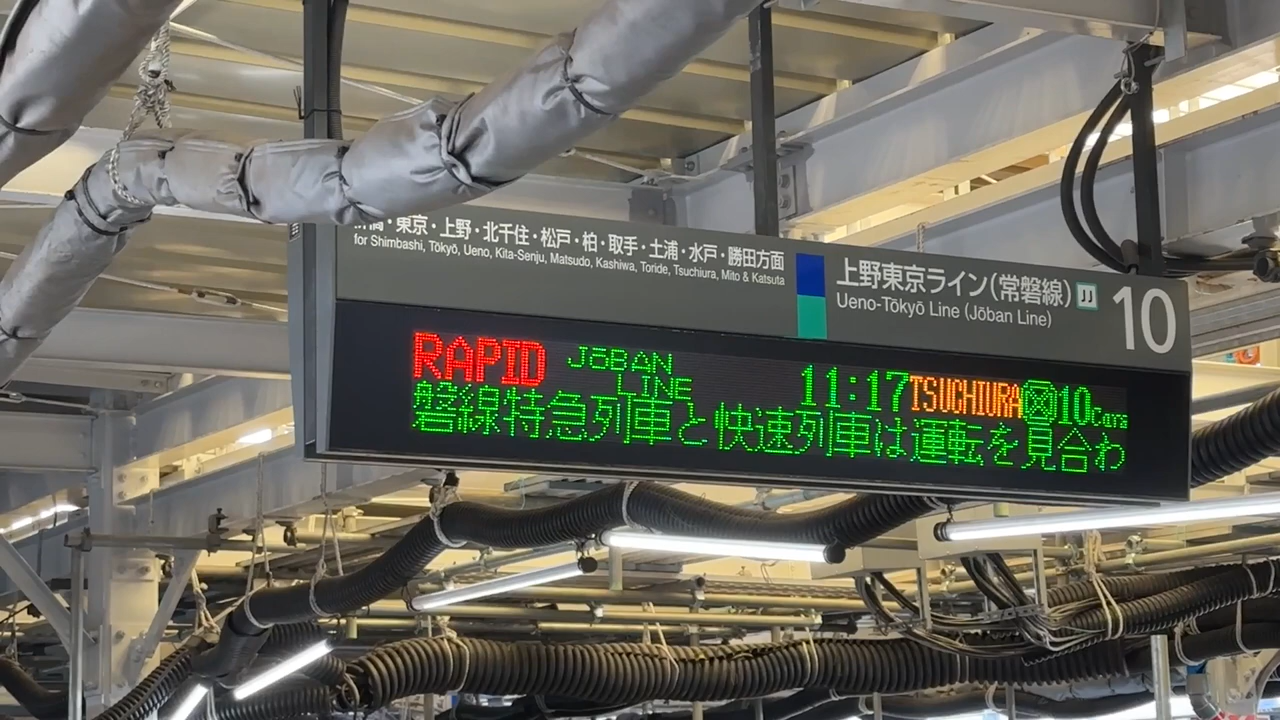 ・東京・上野・北千住・松戸・柏・取手・土浦・水戸・勝田方面
for Shimbashi, Tōkyō, Ueno, Kita-Senju, Matsudo, Kashiwa, Toride, Tsuchiura, Mito & Katsuta
上野東京ライン(常磐線) JJ 10
Ueno-Tōkyō Line (Jōban Line)
RAPID JōBAN LINE 11:17 TSUCHIURA 10Cars
磐線特急列車と快速列車は運転を見合わ